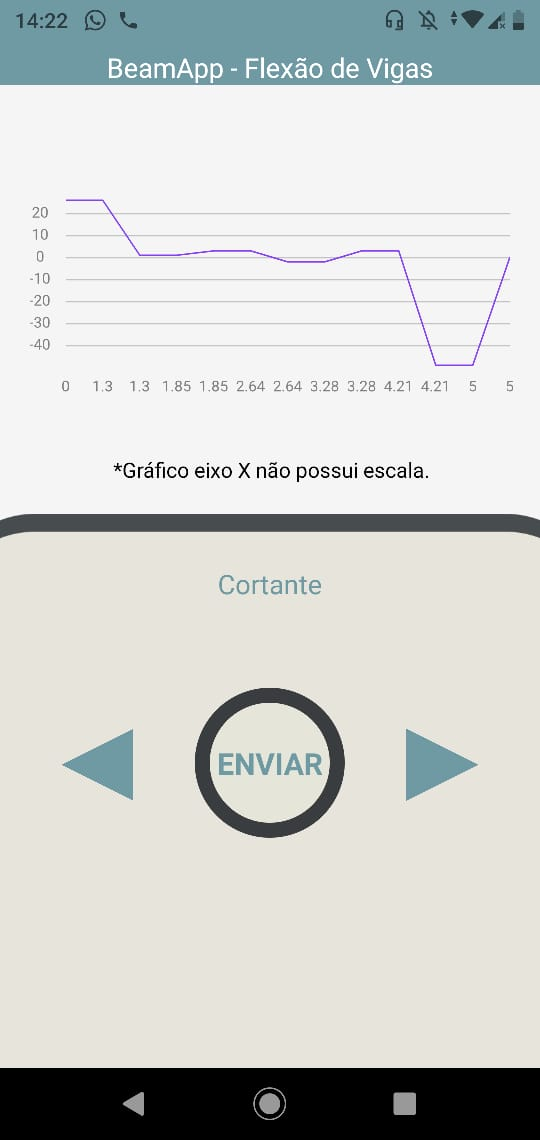 14:22
BeamApp - Flexão de Vigas
20
10
0
-10
-20
-30
-40
0 1.3 1.3 1.85 1.85 2.64 2.64 3.28 3.28 4.21 4.21 5 5
*Gráfico eixo X não possui escala.
Cortante
ENVIAR